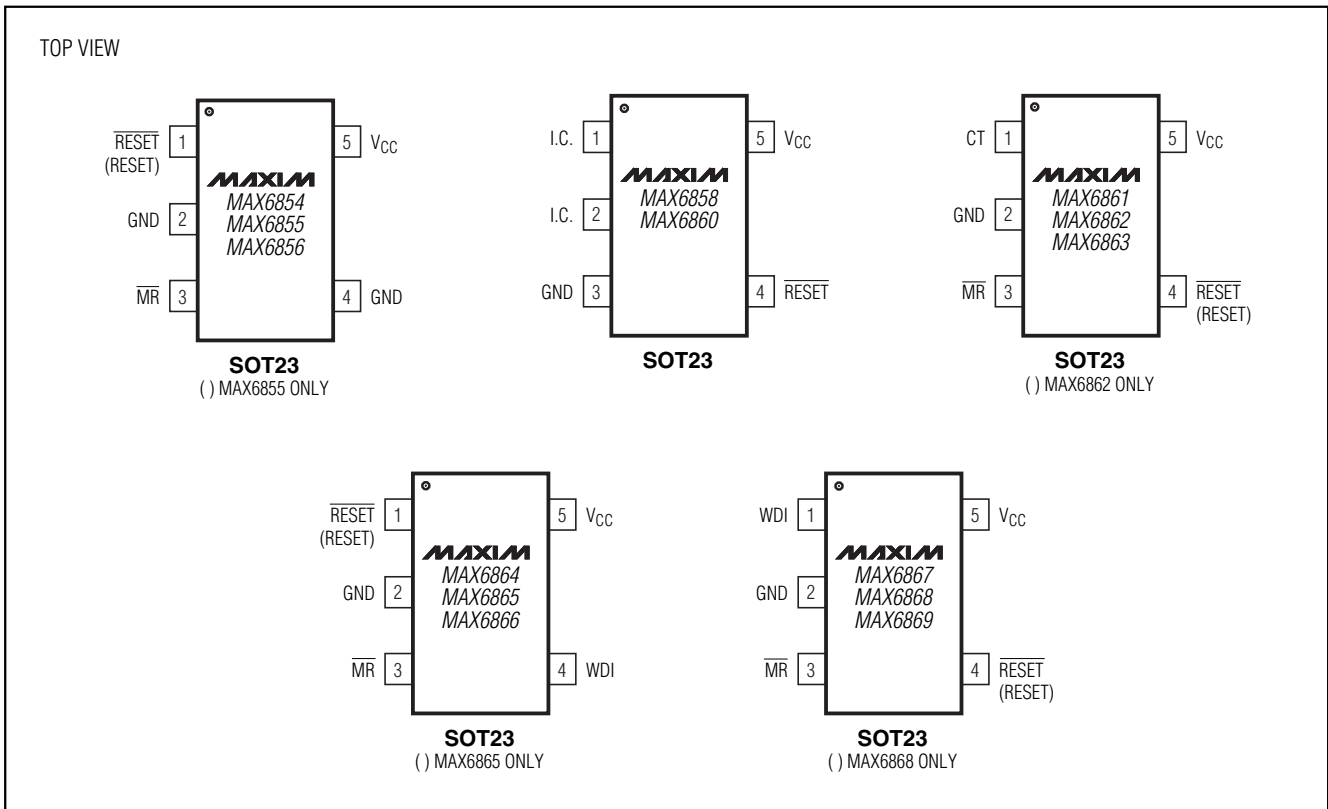 TOP VIEW
RESET
(RESET)
1
GND 2
MR 3
5 VCC
4 GND
MAXIM
MAX6854
MAX6855
MAX6856
SOT23
( ) MAX6855 ONLY
I.C. 1
I.C. 2
GND 3
5 VCC
4 RESET
MAXIM
MAX6858
MAX6860
SOT23
CT 1
GND 2
MR 3
5 VCC
4 RESET
(RESET)
MAXIM
MAX6861
MAX6862
MAX6863
SOT23
( ) MAX6862 ONLY
RESET
(RESET)
1
GND 2
MR 3
5 VCC
4 WDI
MAXIM
MAX6864
MAX6865
MAX6866
SOT23
( ) MAX6865 ONLY
WDI 1
GND 2
MR 3
5 VCC
4 RESET
(RESET)
MAXIM
MAX6867
MAX6868
MAX6869
SOT23
( ) MAX6868 ONLY